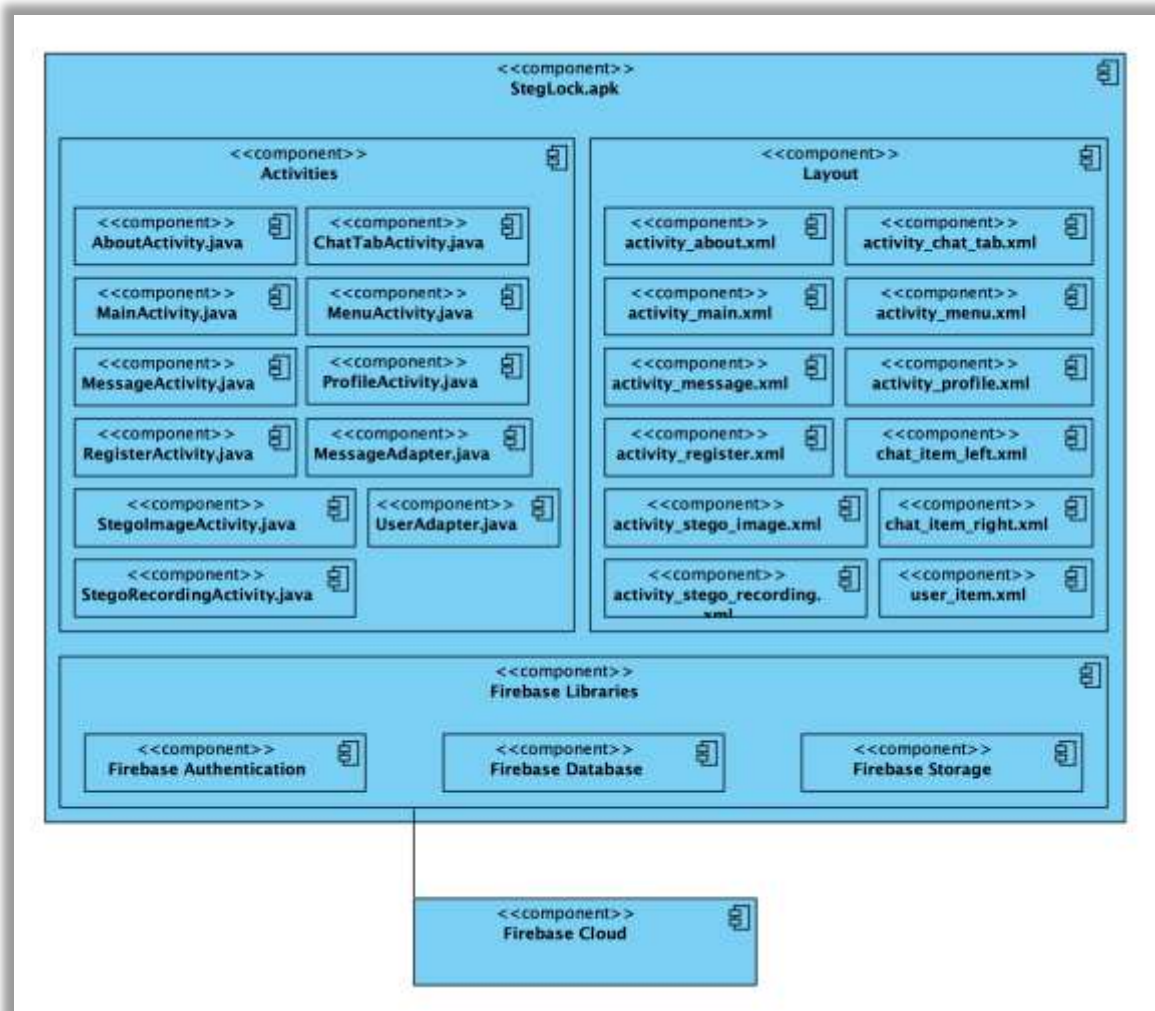 <<component>>
StegLock.apk
<<component>>
Activities
<<component>>
AboutActivity.java
<<component>>
ChatTabActivity.java
<<component>>
MainActivity.java
<<component>>
MenuActivity.java
<<component>>
MessageActivity.java
<<component>>
ProfileActivity.java
<<component>>
RegisterActivity.java
<<component>>
MessageAdapter.java
<<component>>
StegoImageActivity.java
<<component>>
UserAdapter.java
<<component>>
StegoRecordingActivity.java
<<component>>
Layout
<<component>>
activity_about.xml
<<component>>
activity_chat_tab.xml
<<component>>
activity_main.xml
<<component>>
activity_menu.xml
<<component>>
activity_message.xml
<<component>>
activity_profile.xml
<<component>>
activity_register.xml
<<component>>
chat_item_left.xml
<<component>>
activity_stego_image.xml
<<component>>
chat_item_right.xml
<<component>>
activity_stego_recording.
xml
<<component>>
user_item.xml
<<component>>
Firebase Libraries
<<component>>
Firebase Authentication
<<component>>
Firebase Database
<<component>>
Firebase Storage
<<component>>
Firebase Cloud